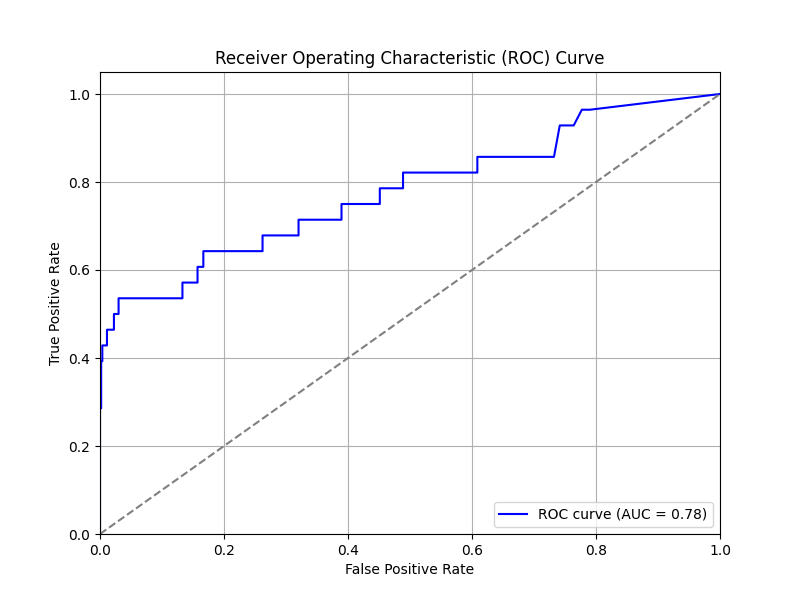 Receiver Operating Characteristic (ROC) Curve
True Positive Rate
1.0
0.8
0.6
0.4
0.2
0.0
0.0 0.2 0.4 0.6 0.8 1.0
False Positive Rate
ROC curve (AUC = 0.78)